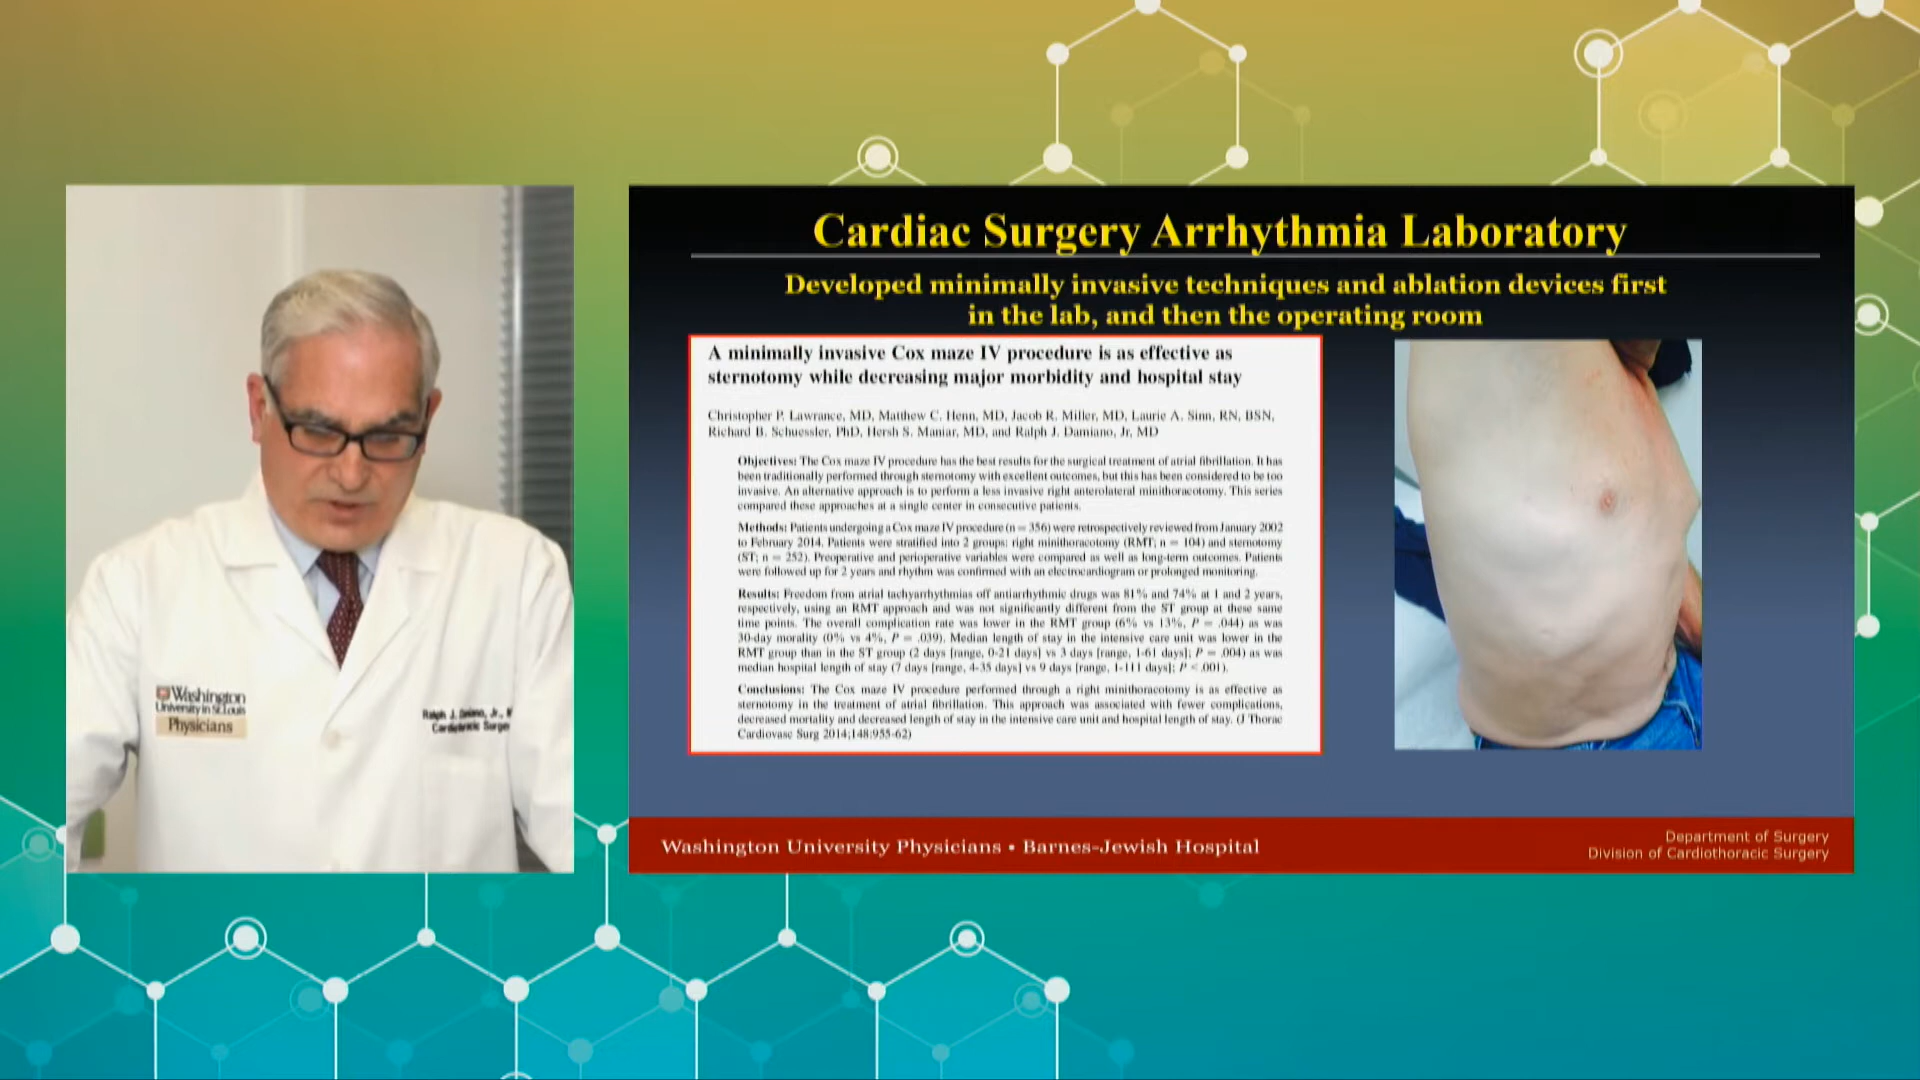 Cardiac Surgery Arrhythmia Laboratory
Developed minimally invasive techniques and ablation devices first
in the lab, and then the operating room
A minimally invasive Cox maze IV procedure is as effective as
sternotomy while decreasing major morbidity and hospital stay
Christopher P. Lawrance, MD, Matthew C. Henn, MD, Jacob R. Miller, MD, Laurie A. Sinn, RN, BSN,
Richard B. Schuessler, PhD, Hersh S. Maniar, MD, and Ralph J. Damiano, Jr, MD
Objectives: The Cox maze IV procedure has the best results for the surgical treatment of atrial fibrillation. It has
been traditionally performed through sternotomy with excellent outcomes, but this has been considered to be too
invasive. An alternative approach is to perform a less invasive right anterolateral minithoracotomy. This series
compared these approaches at a single center in consecutive patients.
Methods: Patients undergoing a Cox maze IV procedure (n = 356) were retrospectively reviewed from January 2002
to February 2014. Patients were stratified into 2 groups: right minithoracotomy (RMT; n = 104) and sternotomy
(ST; n = 252). Preoperative and perioperative variables were compared as well as long-term outcomes. Patients
were followed up for 2 years and rhythm was confirmed with an electrocardiogram or prolonged monitoring.
Results: Freedom from atrial tachyarrhythmias off antiarrhythmic drugs was 81% and 74% at 1 and 2 years,
respectively, using an RMT approach and was not significantly different from the ST group at these same
time points. The overall complication rate was lower in the RMT group (6% vs 13%, P = .044) as was
30-day morality (0% vs 4%, P = .039). Median length of stay in the intensive care unit was lower in the
RMT group than in the ST group (2 days [range, 0-21 days] vs 3 days [range, 1-61 days]; P = .004) as was
median hospital length of stay (7 days [range, 4-35 days] vs 9 days [range, 1-111 days]; P < .001).
Conclusions: The Cox maze IV procedure performed through a right minithoracotomy is as effective as
sternotomy in the treatment of atrial fibrillation. This approach was associated with fewer complications,
decreased mortality and decreased length of stay in the intensive care unit and hospital length of stay. (J Thorac
Cardiovasc Surg 2014;148:955-62)
Washington University Physicians • Barnes-Jewish Hospital
Department of Surgery
Division of Cardiothoracic Surgery
Washington
University in St. Louis
Physicians
Ralph J. Jr.,